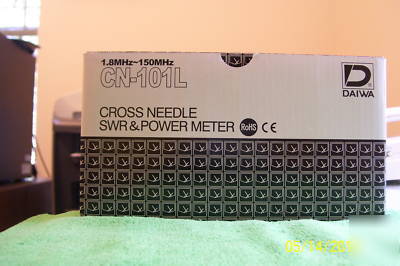 1.8MHz~150MHz
CN-101L
DAIWA
CROSS NEEDLE
SWR & POWER METER RoHS CE